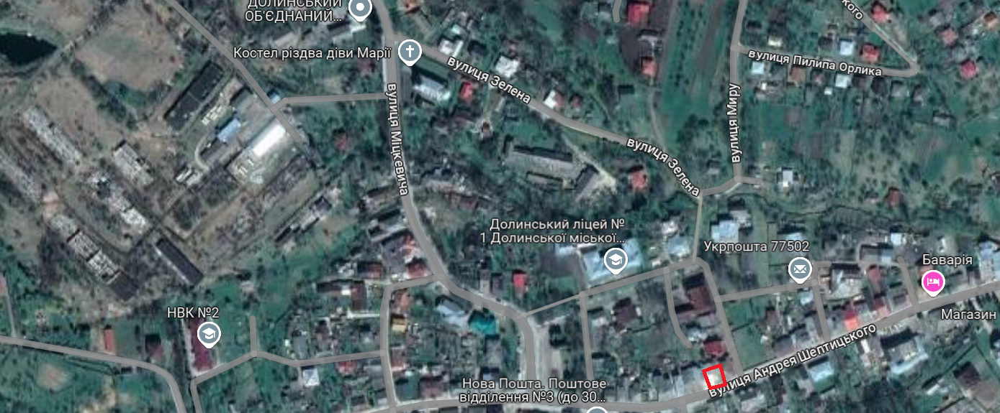 ДОЛИНСЬКИЙ
ОБ'ЄДНАНИЙ...
Костел різдва діви Марії
вулиця Зелена
вулиця Міцкевича
вулиця Зелена
вулиця Миру
кого
вулиця Пилипа Орлика
Долинський ліцей №
1 Долинської міської...
Укрпошта 77502
Баварія
Магазин
НВК №2
вулиця Андрея Шептицького
Нова Пошта. Поштове
відділення №3 (до 30...